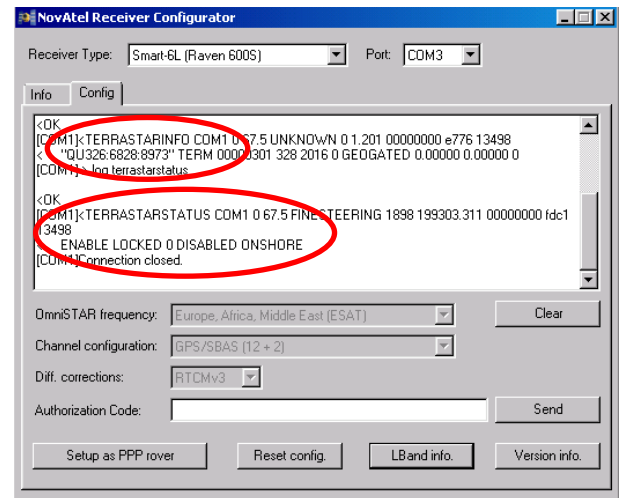 NovAtel Receiver Configurator
Receiver Type: Smart-6L (Raven 600S) Port: COM3
Info Config
<OK
[COM1]<TERRASTARINFO COM1 0 67.5 UNKNOWN 0 1.201 00000000 e776 13498
< "QU326:6828:8973" TERM 00000301 328 2016 0 GEOGATED 0.00000 0.00000 0
[COM1]> log terrastarstatus
<OK
[COM1]<TERRASTARSTATUS COM1 0 67.5 FINESTEERING 1898 199303.311 00000000 fdc1
13498
ENABLE LOCKED 0 DISABLED ONSHORE
[COM1]Connection closed.
OmniSTAR frequency: Europe, Africa, Middle East (ESAT) Clear
Channel configuration: GPS/SBAS (12 + 2)
Diff. corrections: RTCMv3
Authorization Code: Send
Setup as PPP rover Reset config. LBand info. Version info.